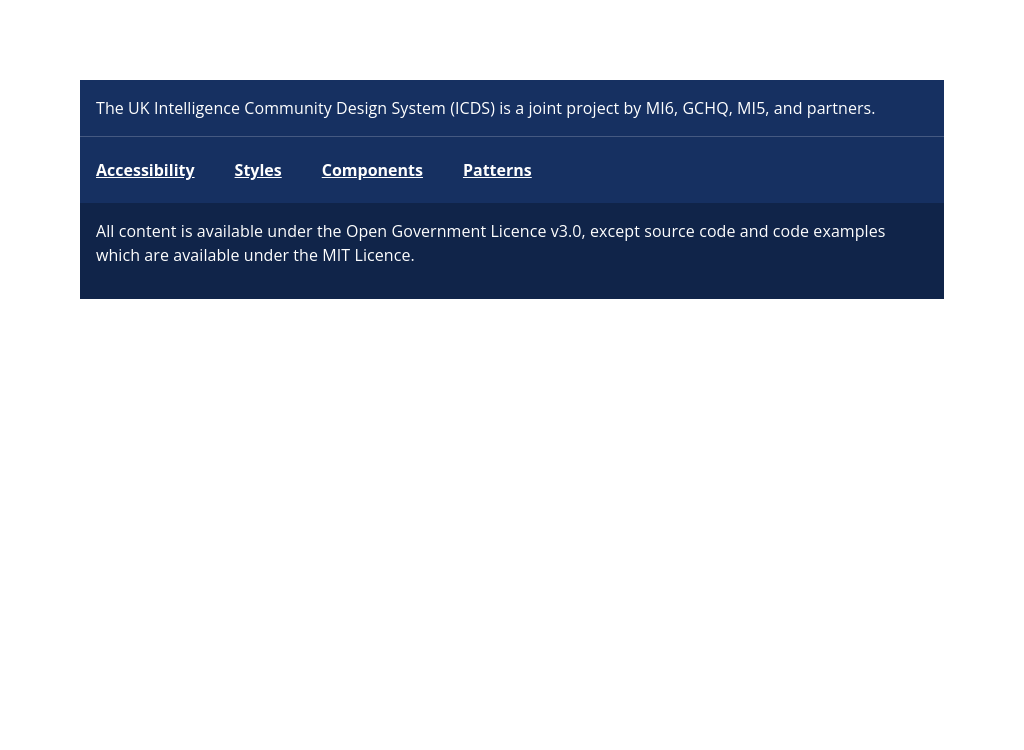 The UK Intelligence Community Design System (ICDS) is a joint project by MI6, GCHQ, MI5, and partners.
Accessibility Styles Components Patterns
All content is available under the Open Government Licence v3.0, except source code and code examples
which are available under the MIT Licence.